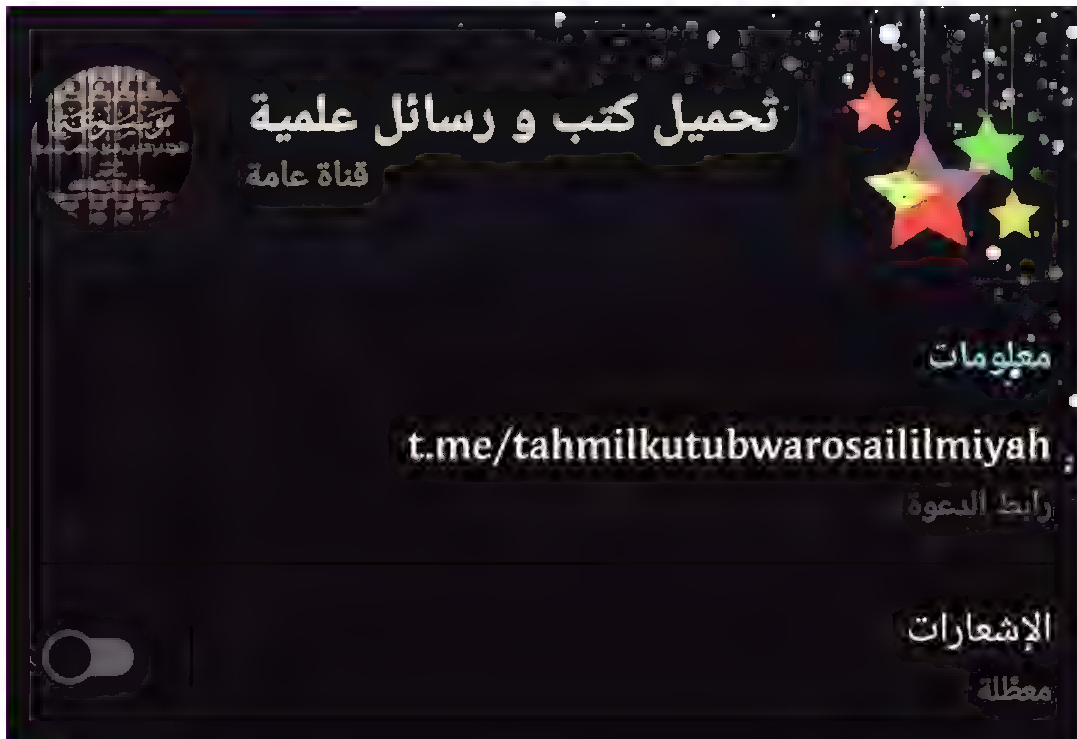 تحميل كتب و رسائل علمية
قناة عامة
معلومات
t.me/tahmilkutubwarosaililmiyah
رابط الدعوة
الإشعارات
معطلة